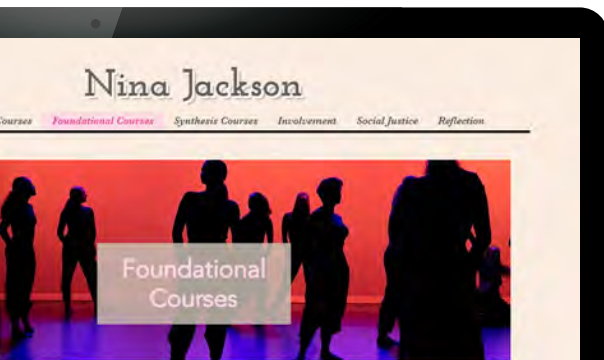 Nina Jackson
Courses Foundational Courses Synthesis Courses Involvement Social Justice Reflection
Foundational
Courses